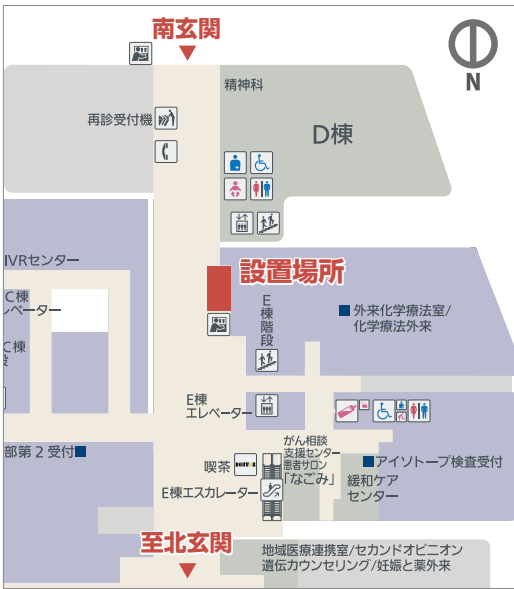 南玄関
N
精神科
再診受付機
D棟
IVRセンター
設置場所
C棟
レベーター
E棟階段
外来化学療法室/
化学療法外来
C棟
段
E棟
エレベーター
がん相談
支援センター
患者サロン
「なごみ」
部第2受付
喫茶
アイソトープ検査受付
E棟エスカレーター
緩和ケア
センター
至北玄関
地域医療連携室/セカンドオピニオン
遺伝カウンセリング/妊娠と薬外来